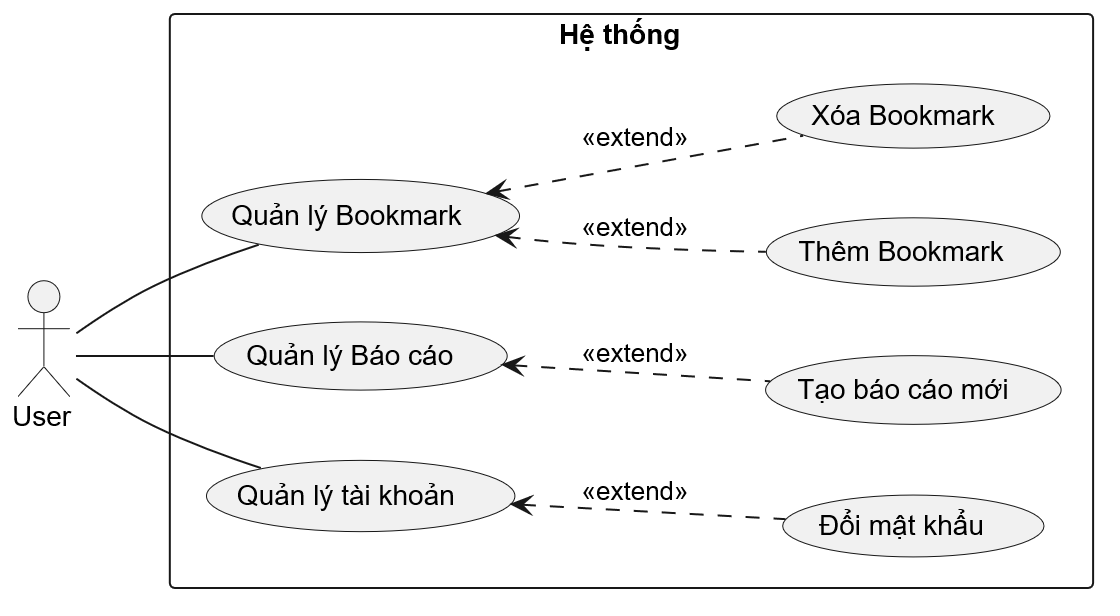 Hệ thống
Xóa Bookmark
«extend»
Quản lý Bookmark
«extend»
Thêm Bookmark
Quản lý Báo cáo
«extend»
Tạo báo cáo mới
User
Quản lý tài khoản
«extend»
Đổi mật khẩu